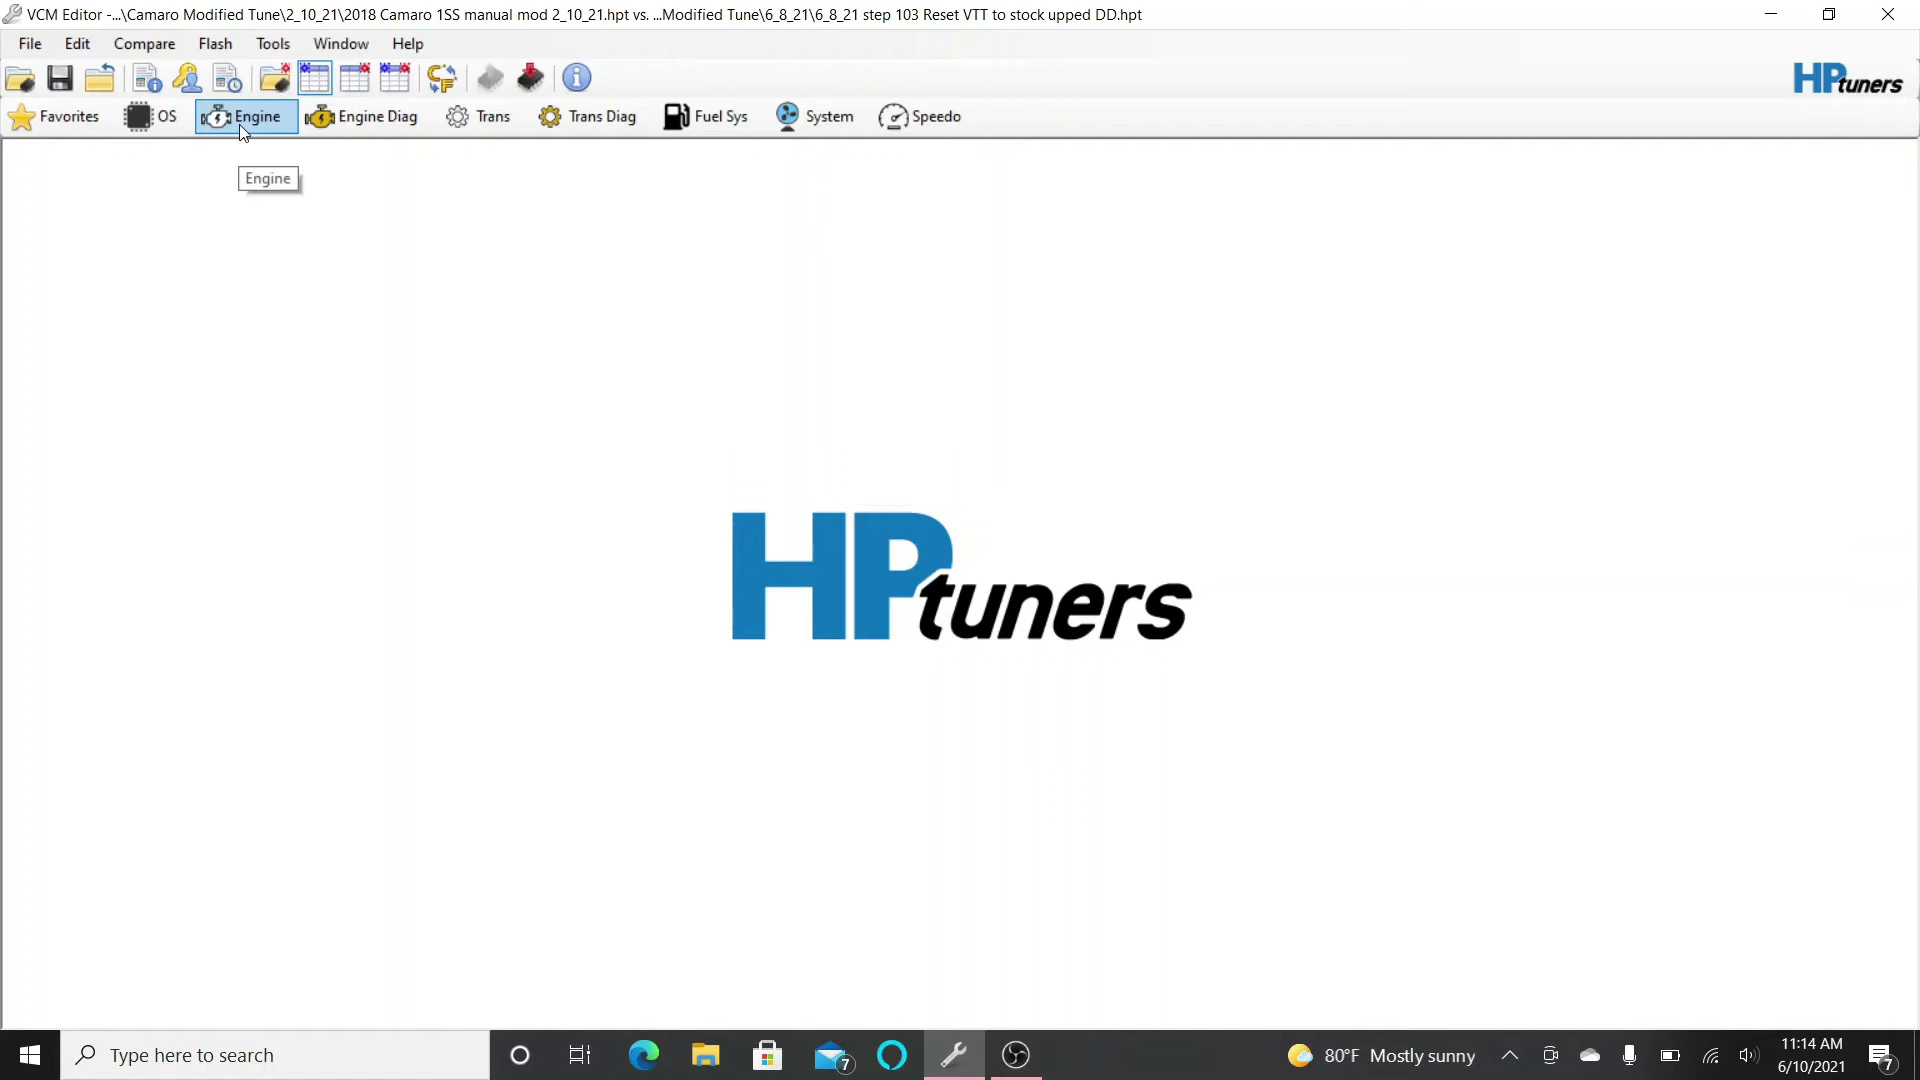 VCM Editor -...\Camaro Modified Tune\2_10_21\2018 Camaro 1SS manual mod 2_10_21.hpt vs. ...Modified Tune\6_8_21\6_8_21 step 103 Reset VTT to stock upped DD.hpt
File Edit Compare Flash Tools Window Help
HPtuners
Favorites OS Engine Engine Diag Trans Trans Diag Fuel Sys System Speedo
Engine
HPtuners
Type here to search
7
80°F Mostly sunny
11:14 AM
6/10/2021
7